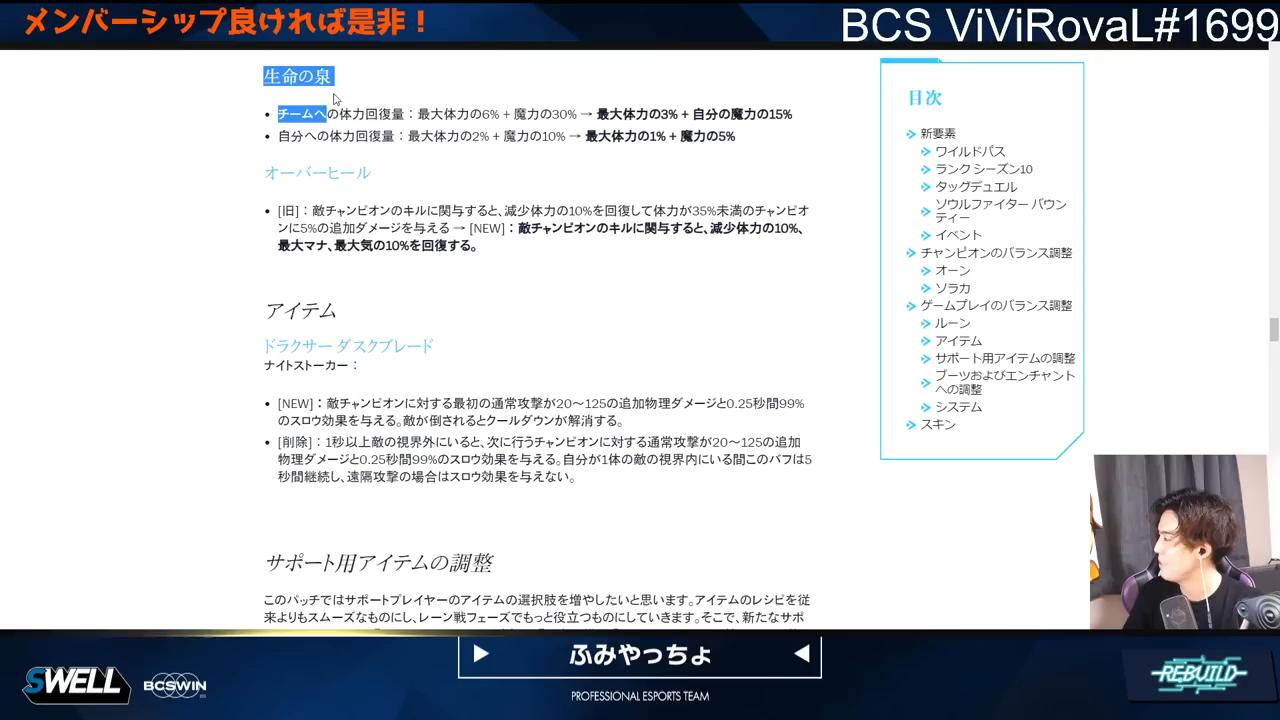 メンバーシップ良ければ是非！
BCS ViViRovaL#1699
生命の泉
• チームへの体力回復量：最大体力の6% + 魔力の30% → 最大体力の3% + 自分の魔力の15%
• 自分への体力回復量：最大体力の2% + 魔力の10% → 最大体力の1% + 魔力の5%
オーバーヒール
• [旧]：敵チャンピオンのキルに関与すると、減少体力の10%を回復して体力が35%未満のチャンピオ
ンに5%の追加ダメージを与える → [NEW]：敵チャンピオンのキルに関与すると、減少体力の10%、
最大マナ、最大気の10%を回復する。
アイテム
ドラクサー ダスクブレード
ナイトストーカー：
• [NEW]：敵チャンピオンに対する最初の通常攻撃が20～125の追加物理ダメージと0.25秒間99%
のスロウ効果を与える。敵が倒されるとクールダウンが解消する。
• [削除]：1秒以上敵の視界外にいると、次に行うチャンピオンに対する通常攻撃が20～125の追加
物理ダメージと0.25秒間99%のスロウ効果を与える。自分が1体の敵の視界内にいる間このバフは5
秒間継続し、遠隔攻撃の場合はスロウ効果を与えない。
サポート用アイテムの調整
このパッチではサポートプレイヤーのアイテムの選択肢を増やしたいと思います。アイテムのレシピを従
来よりもスムーズなものにし、レーン戦フェーズでもっと役立つものにしていきます。そこで、新たなサポ
目次
新要素
ワイルドパス
ランク シーズン10
タッグデュエル
ソウルファイター バウン
ティー
イベント
チャンピオンのバランス調整
オーン
ソラカ
ゲームプレイのバランス調整
ルーン
アイテム
サポート用アイテムの調整
ブーツおよびエンチャント
への調整
システム
スキン
SWELL
BCSWIN
ふみやっちょ
PROFESSIONAL ESPORTS TEAM
REBUILD